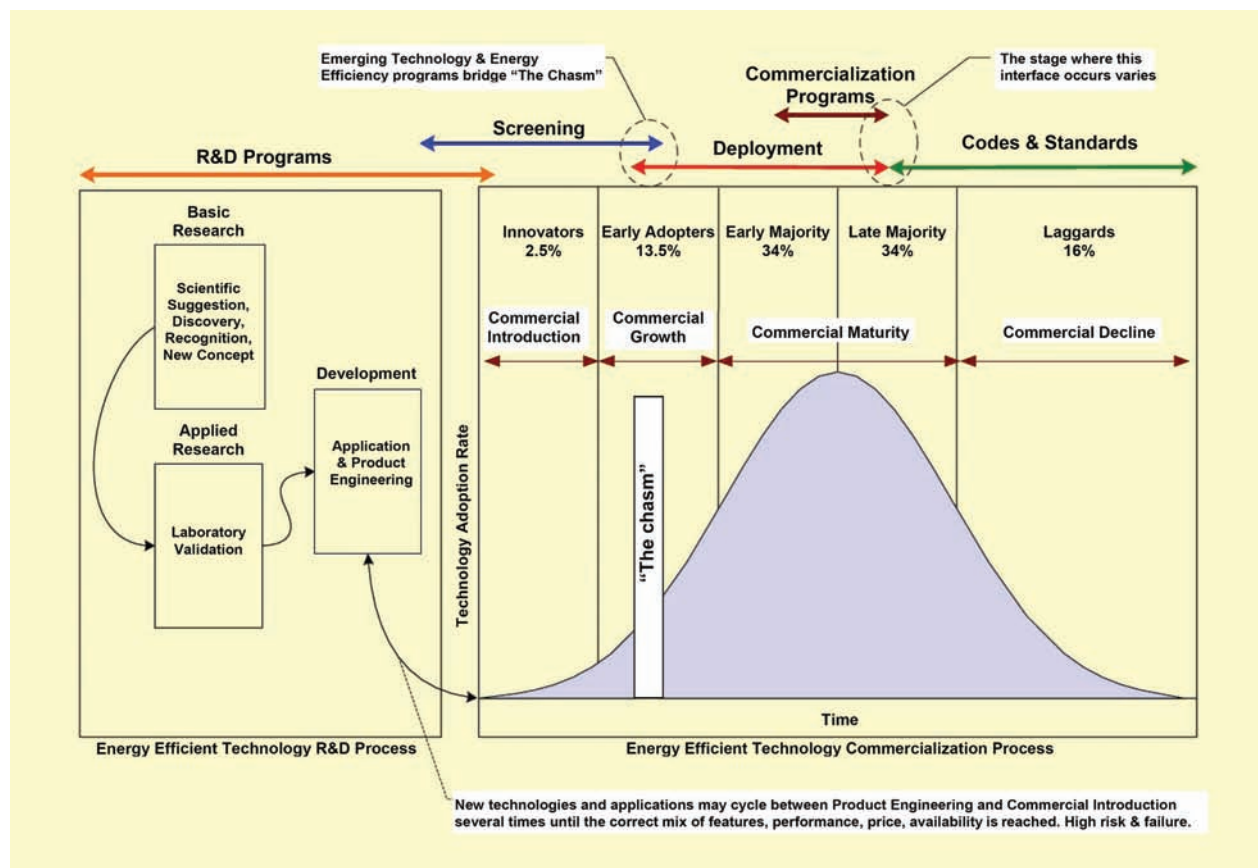 Emerging Technology & Energy
Efficiency programs bridge “The Chasm”
Commercialization
Programs
The stage where this
interface occurs varies
Screening
Deployment
Codes & Standards
R&D Programs
Basic
Research
Scientific
Suggestion,
Discovery,
Recognition,
New Concept
Applied
Research
Laboratory
Validation
Development
Application
& Product
Engineering
Energy Efficient Technology R&D Process
Technology Adoption Rate
Innovators
2.5%
Early Adopters
13.5%
Early Majority
34%
Late Majority
34%
Laggards
16%
Commercial
Introduction
Commercial
Growth
Commercial Maturity
Commercial Decline
“The chasm”
Time
Energy Efficient Technology Commercialization Process
New technologies and applications may cycle between Product Engineering and Commercial Introduction
several times until the correct mix of features, performance, price, availability is reached. High risk & failure.